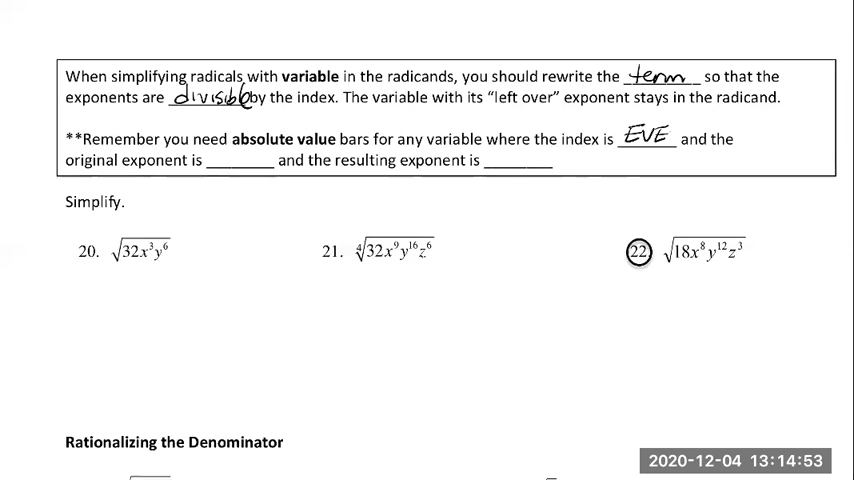 When simplifying radicals with variable in the radicands, you should rewrite the term so that the
exponents are divisible by the index. The variable with its “left over” exponent stays in the radicand.
**Remember you need absolute value bars for any variable where the index is EVE and the
original exponent is ________ and the resulting exponent is ________
Simplify.
20. √32x³y⁶ 21. ∜32x⁹y¹⁶z⁶ 22. √18x⁸y¹²z³
Rationalizing the Denominator
2020-12-04 13:14:53